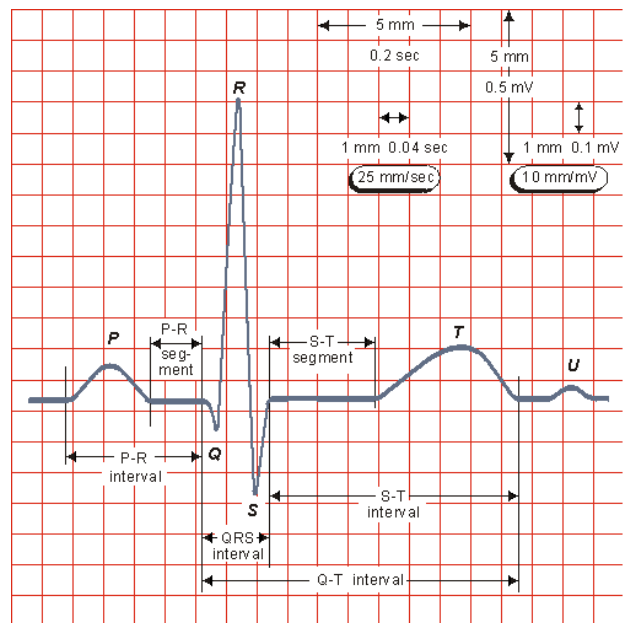 5 mm
0.2 sec
5 mm
0.5 mV
1 mm 0.04 sec
1 mm 0.1 mV
25 mm/sec
10 mm/mV
R
P
P-R
seg-
ment
S-T
segment
T
U
Q
P-R
interval
S
S-T
interval
QRS
interval
Q-T interval